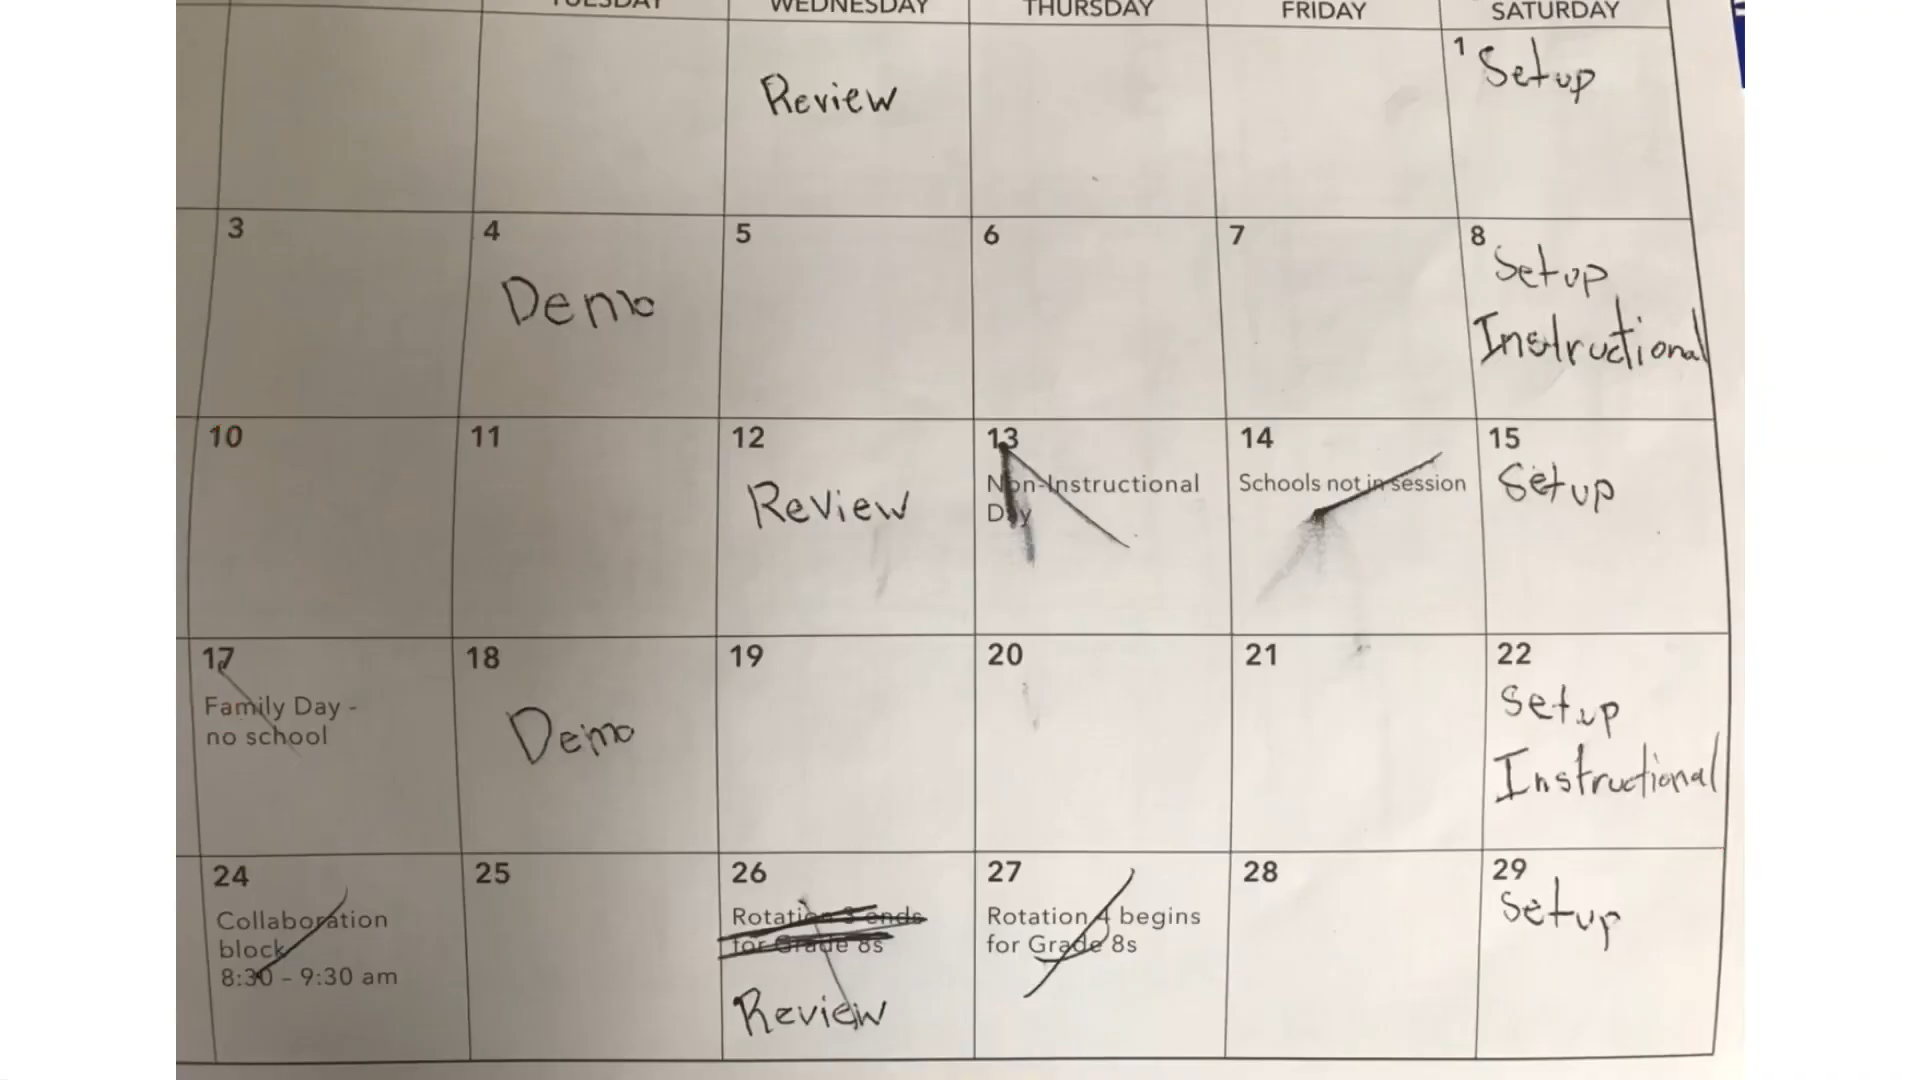 TUESDAY WEDNESDAY THURSDAY FRIDAY SATURDAY
Review
1 Setup
3
4
Demo
5
6
7
8
Setup
Instructional
10
11
12
Review
13
Non-Instructional
Day
14
Schools not in session
15
Setup
17
Family Day -
no school
18
Demo
19
20
21
22
setup
Instructional
24
Collaboration
block
8:30 - 9:30 am
25
26
Rotation 3 ends
for Grade 8s
Review
27
Rotation 4 begins
for Grade 8s
28
29
setup